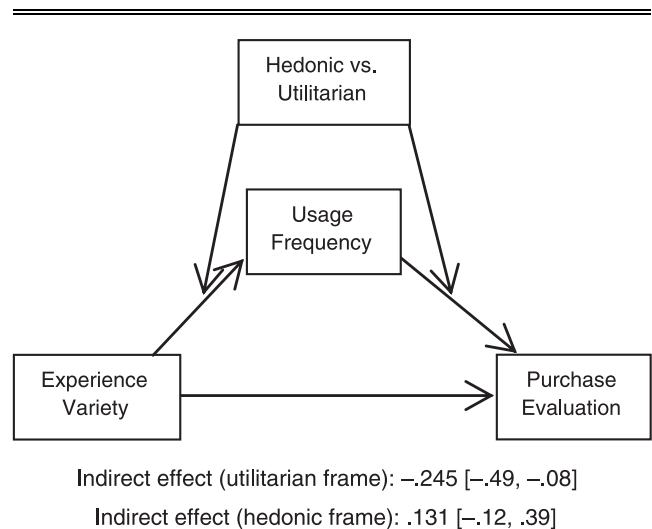 Hedonic vs.
Utilitarian
Usage
Frequency
Experience
Variety
Purchase
Evaluation
Indirect effect (utilitarian frame): –.245 [–.49, –.08]
Indirect effect (hedonic frame): .131 [–.12, .39]